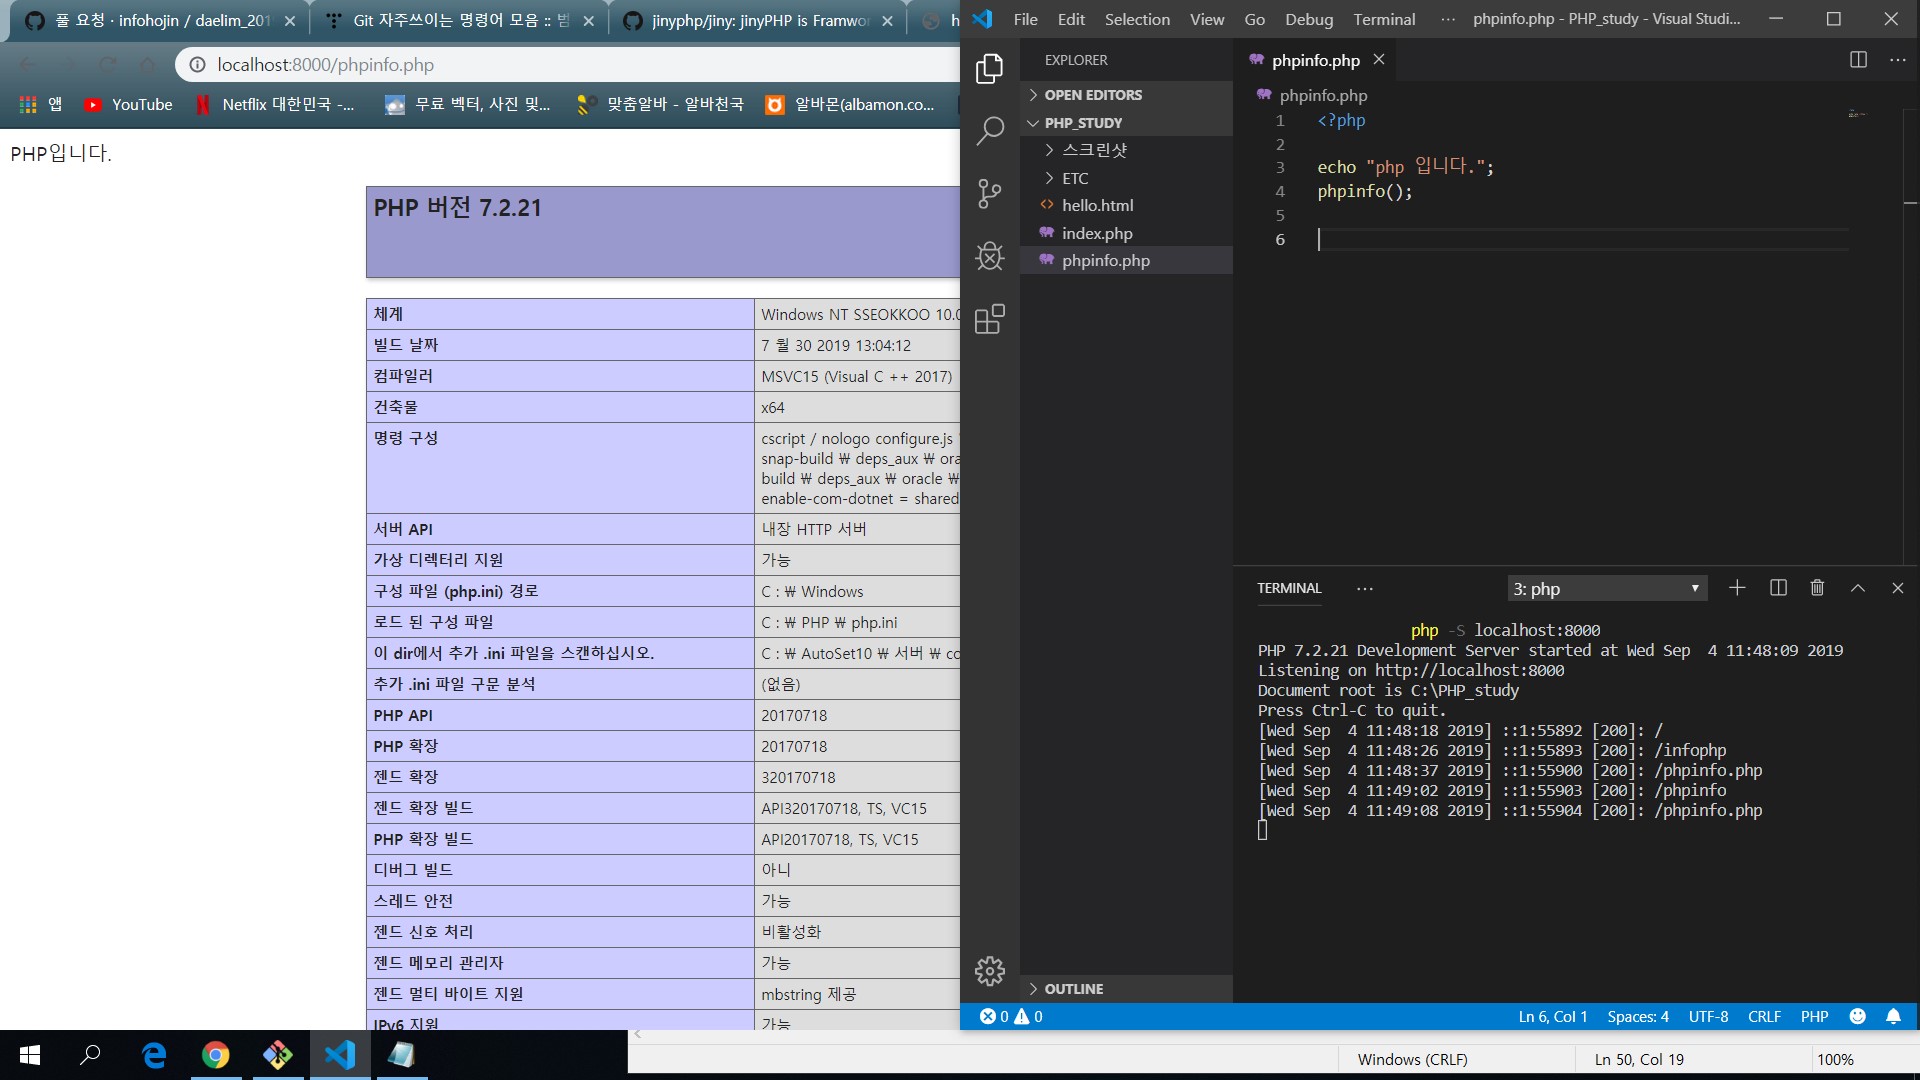 풀 요청 · infohojin / daelim_201
Git 자주쓰이는 명령어 모음 :: 범
jinyphp/jiny: jinyPHP is Framwor
h
localhost:8000/phpinfo.php
앱
YouTube
Netflix 대한민국 -...
무료 벡터, 사진 및...
맞춤알바 - 알바천국
알바몬(albamon.co...
PHP입니다.
PHP 버전 7.2.21
체계 Windows NT SSEOKKOO 10.0
빌드 날짜 7 월 30 2019 13:04:12
컴파일러 MSVC15 (Visual C ++ 2017)
건축물 x64
명령 구성 cscript / nologo configure.js
snap-build ₩ deps_aux ₩ ora
build ₩ deps_aux ₩ oracle ₩
enable-com-dotnet = shared
서버 API 내장 HTTP 서버
가상 디렉터리 지원 가능
구성 파일 (php.ini) 경로 C : ₩ Windows
로드 된 구성 파일 C : ₩ PHP ₩ php.ini
이 dir에서 추가 .ini 파일을 스캔하십시오. C : ₩ AutoSet10 ₩ 서버 ₩ co
추가 .ini 파일 구문 분석 (없음)
PHP API 20170718
PHP 확장 20170718
젠드 확장 320170718
젠드 확장 빌드 API320170718, TS, VC15
PHP 확장 빌드 API20170718, TS, VC15
디버그 빌드 아니
스레드 안전 가능
젠드 신호 처리 비활성화
젠드 메모리 관리자 가능
젠드 멀티 바이트 지원 mbstring 제공
IPv6 지원 가능
File Edit Selection View Go Debug Terminal ··· phpinfo.php - PHP_study - Visual Studi...
EXPLORER
OPEN EDITORS
PHP_STUDY
스크린샷
ETC
hello.html
index.php
phpinfo.php
OUTLINE
phpinfo.php
phpinfo.php
1 <?php
2
3 echo "php 입니다.";
4 phpinfo();
5
6
TERMINAL ··· 3: php
php -S localhost:8000
PHP 7.2.21 Development Server started at Wed Sep  4 11:48:09 2019
Listening on http://localhost:8000
Document root is C:\PHP_study
Press Ctrl-C to quit.
[Wed Sep  4 11:48:18 2019] ::1:55892 [200]: /
[Wed Sep  4 11:48:26 2019] ::1:55893 [200]: /infophp
[Wed Sep  4 11:48:37 2019] ::1:55900 [200]: /phpinfo.php
[Wed Sep  4 11:49:02 2019] ::1:55903 [200]: /phpinfo
[Wed Sep  4 11:49:08 2019] ::1:55904 [200]: /phpinfo.php
0 0 Ln 6, Col 1 Spaces: 4 UTF-8 CRLF PHP
Windows (CRLF) Ln 50, Col 19 100%